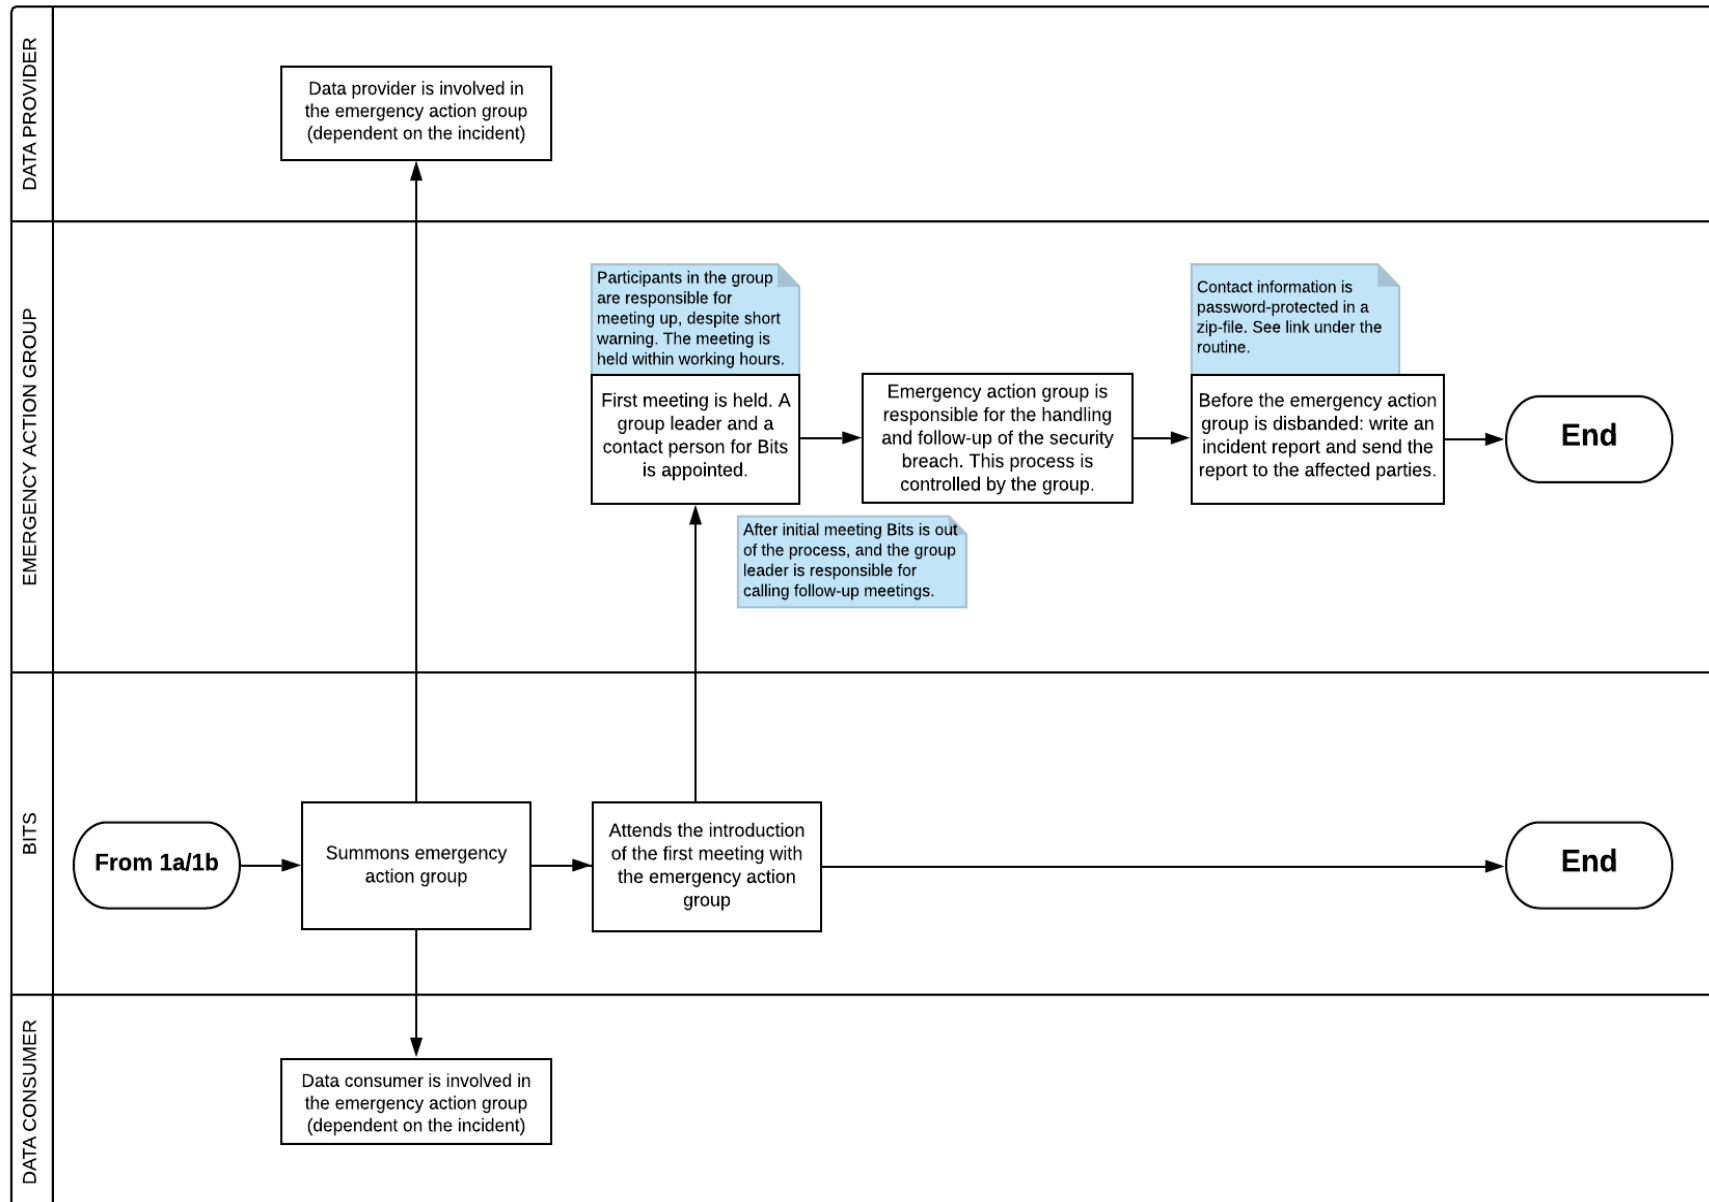 DATA PROVIDER
Data provider is involved in
the emergency action group
(dependent on the incident)
EMERGENCY ACTION GROUP
Participants in the group
are responsible for
meeting up, despite short
warning. The meeting is
held within working hours.
First meeting is held. A
group leader and a
contact person for Bits
is appointed.
After initial meeting Bits is out
of the process, and the group
leader is responsible for
calling follow-up meetings.
Emergency action group is
responsible for the handling
and follow-up of the security
breach. This process is
controlled by the group.
Contact information is
password-protected in a
zip-file. See link under the
routine.
Before the emergency action
group is disbanded: write an
incident report and send the
report to the affected parties.
End
BITS
From 1a/1b
Summons emergency
action group
Attends the introduction
of the first meeting with
the emergency action
group
End
DATA CONSUMER
Data consumer is involved in
the emergency action group
(dependent on the incident)